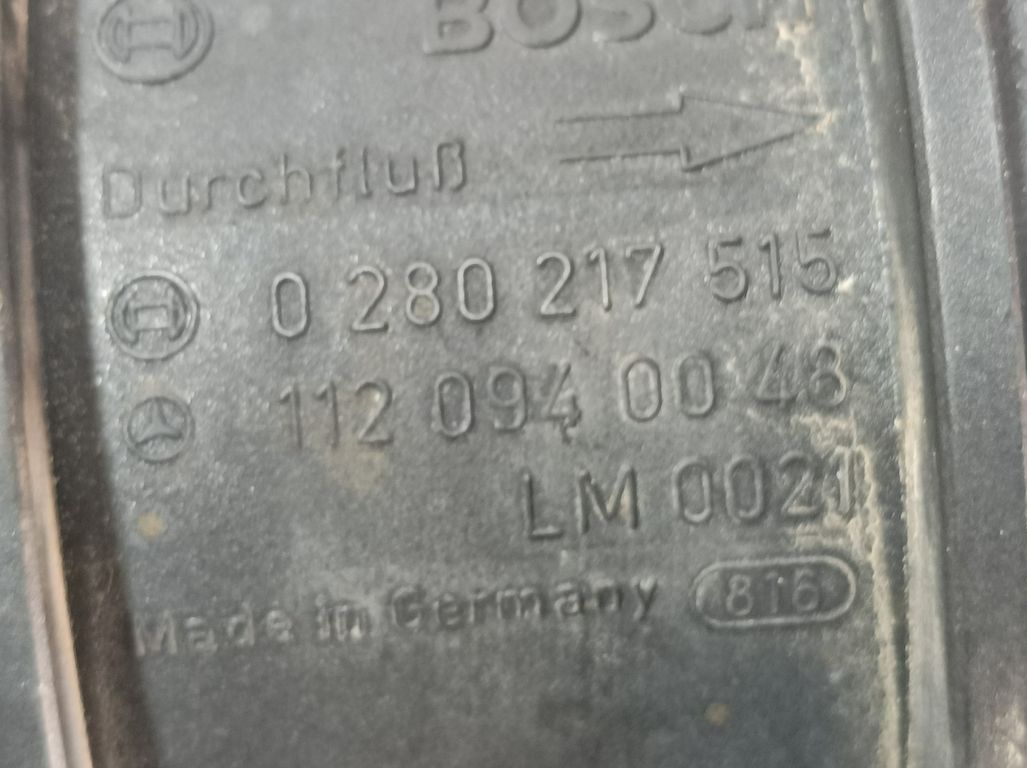 BOSCH
Durchfluß
0 280 217 515
112 094 00 48
LM 0021
Made in Germany 816